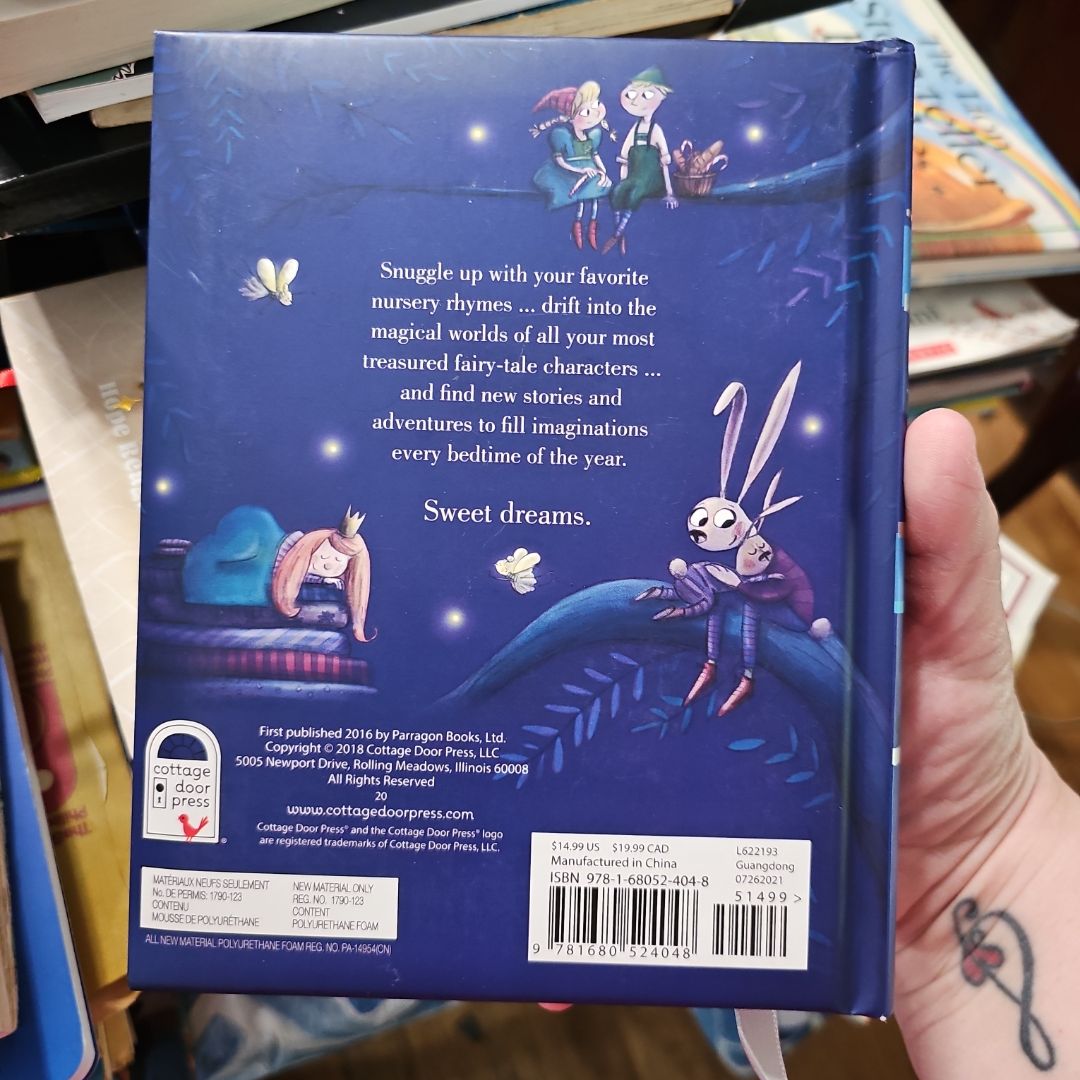 Snuggle up with your favorite
nursery rhymes ... drift into the
magical worlds of all your most
treasured fairy-tale characters ...
and find new stories and
adventures to fill imaginations
every bedtime of the year.
Sweet dreams.
cottage
door
press
First published 2016 by Parragon Books, Ltd.
Copyright © 2018 Cottage Door Press, LLC
5005 Newport Drive, Rolling Meadows, Illinois 60008
All Rights Reserved
20
www.cottagedoorpress.com
Cottage Door Press® and the Cottage Door Press® logo
are registered trademarks of Cottage Door Press, LLC.
MATÉRIAUX NEUFS SEULEMENT
No. DE PERMIS: 1790-123
CONTENU
MOUSSE DE POLYURÉTHANE
NEW MATERIAL ONLY
REG. NO. 1790-123
CONTENT
POLYURETHANE FOAM
ALL NEW MATERIAL POLYURETHANE FOAM REG. NO. PA-14954(CN)
$14.99 US $19.99 CAD
Manufactured in China
ISBN 978-1-68052-404-8
L622193
Guangdong
07262021
51499 >
9 781680 524048